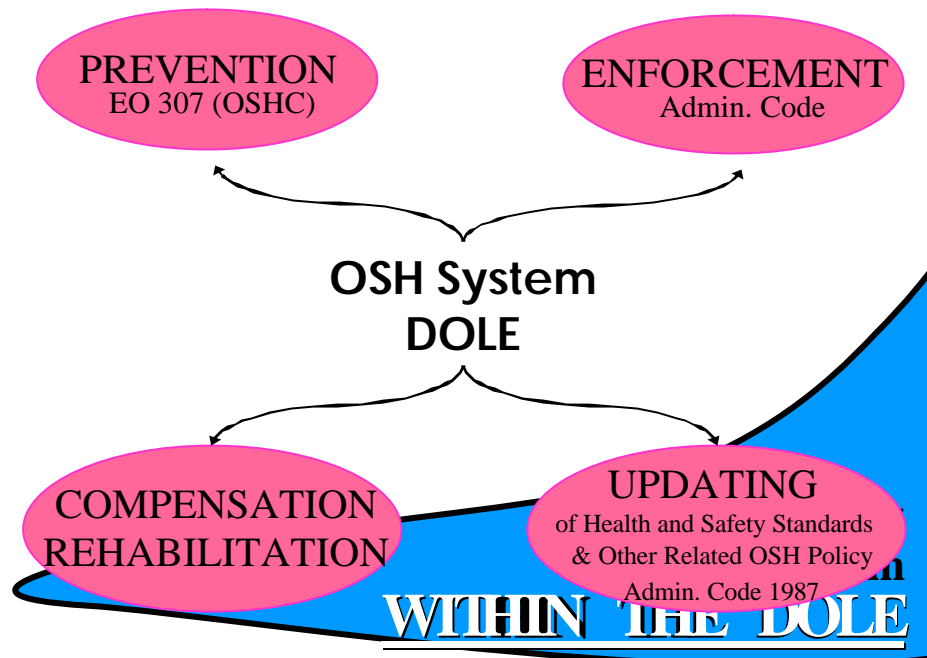 PREVENTION
EO 307 (OSHC)
ENFORCEMENT
Admin. Code
OSH System
DOLE
COMPENSATION
REHABILITATION
UPDATING
of Health and Safety Standards
& Other Related OSH Policy
Admin. Code 1987
WITHIN THE DOLE